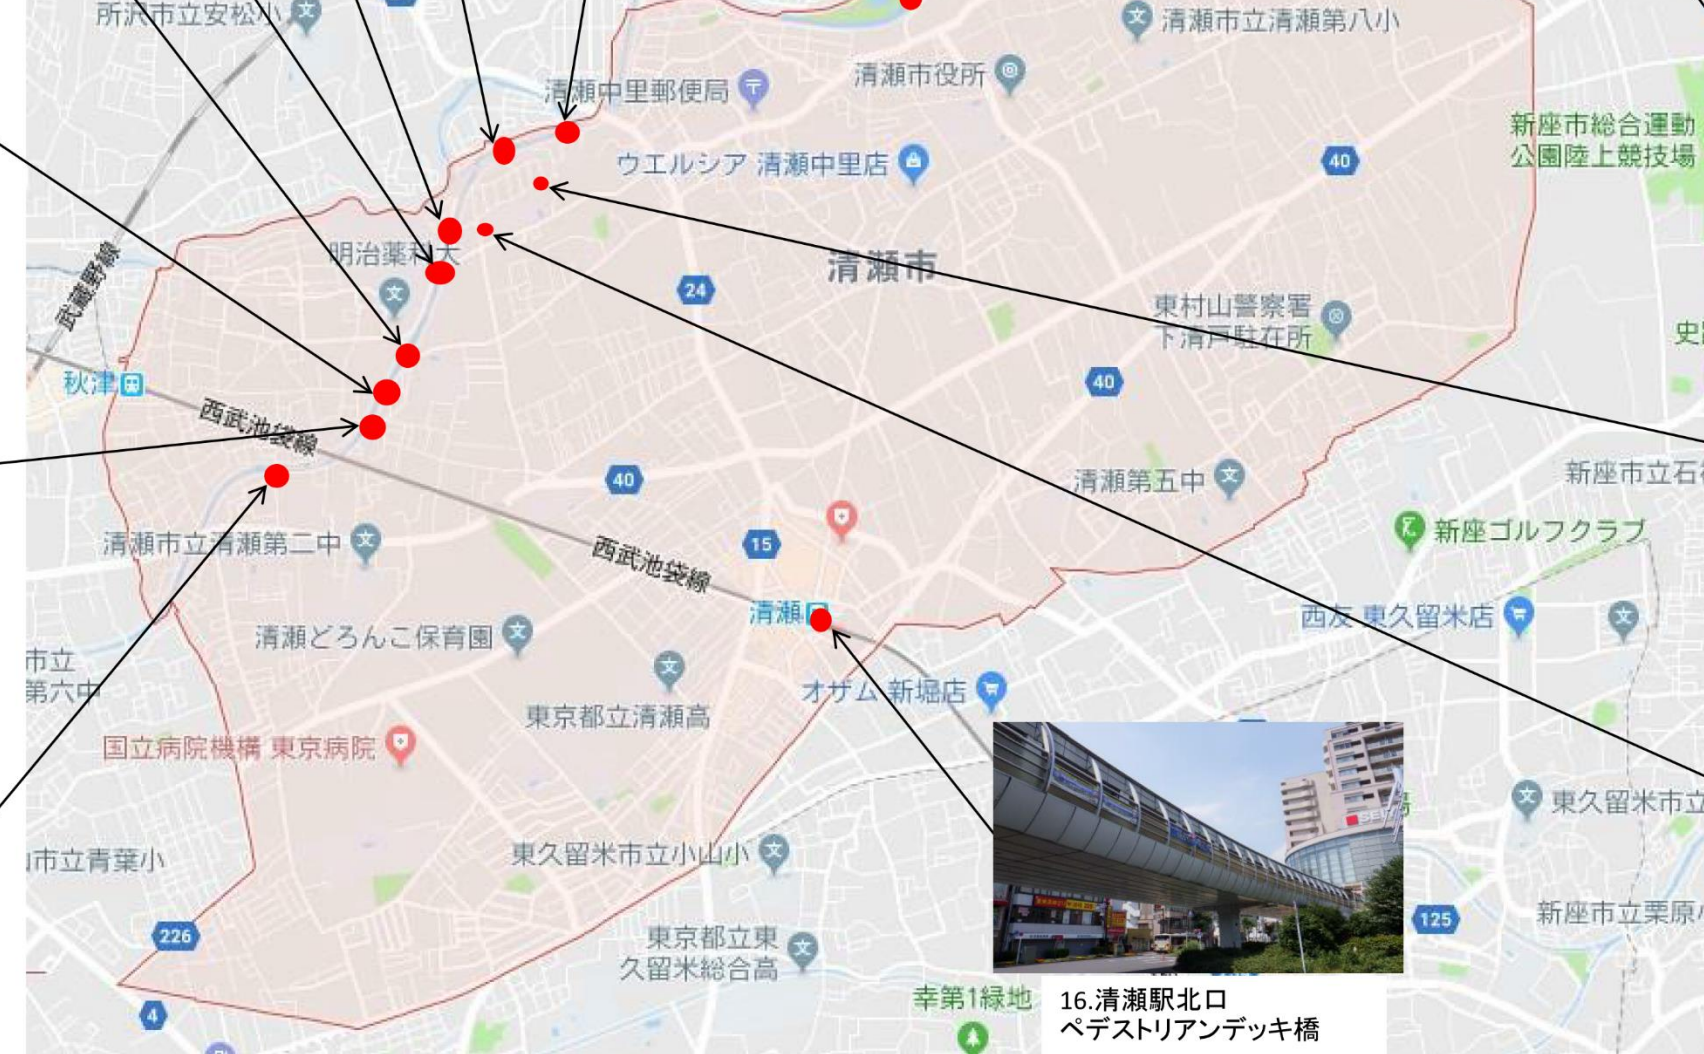 所沢市立安松小
清瀬市立清瀬第八小
清瀬中里郵便局
清瀬市役所
新座市総合運動
公園陸上競技場
ウエルシア 清瀬中里店
40
明治薬科大
清瀬市
武蔵野線
24
東村山警察署
下清戸駐在所
秋津
40
西武池袋線
新座市立石
40
清瀬第五中
清瀬市立清瀬第二中
15
西武池袋線
新座ゴルフクラブ
清瀬
西友 東久留米店
清瀬どろんこ保育園
市立
第六中
オザム 新堀店
東京都立清瀬高
国立病院機構 東京病院
東久留米市立
市立青葉小
東久留米市立小山小
125
新座市立栗原
226
東京都立東
久留米総合高
4
幸第1緑地
16.清瀬駅北口
ペデストリアンデッキ橋